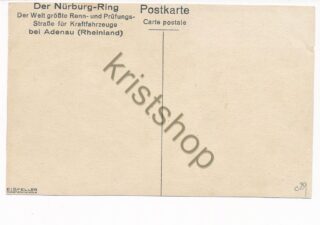 Der Nürburg-Ring
Der Welt größte Renn- und Prüfungs-
Straße für Kraftfahrzeuge
bei Adenau (Rheinland)
Postkarte
Carte postale
kristshop